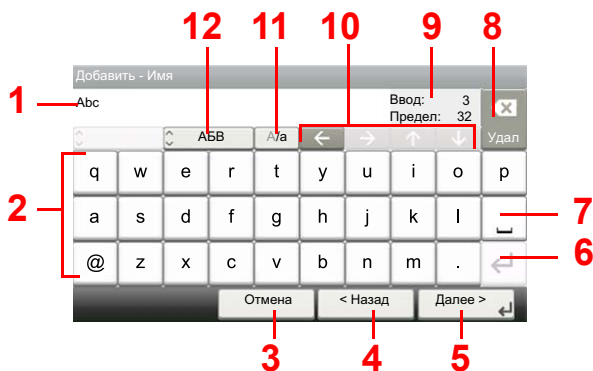 12 11 10 9 8
Добавить - Имя
1 Abc Ввод: 3
Предел: 32
АБВ A/a ← → ↑ ↓ Удал
2 q w e r t y u i o p
a s d f g h j k l 7
@ z x c v b n m . 6
Отмена < Назад Далее >
3 4 5